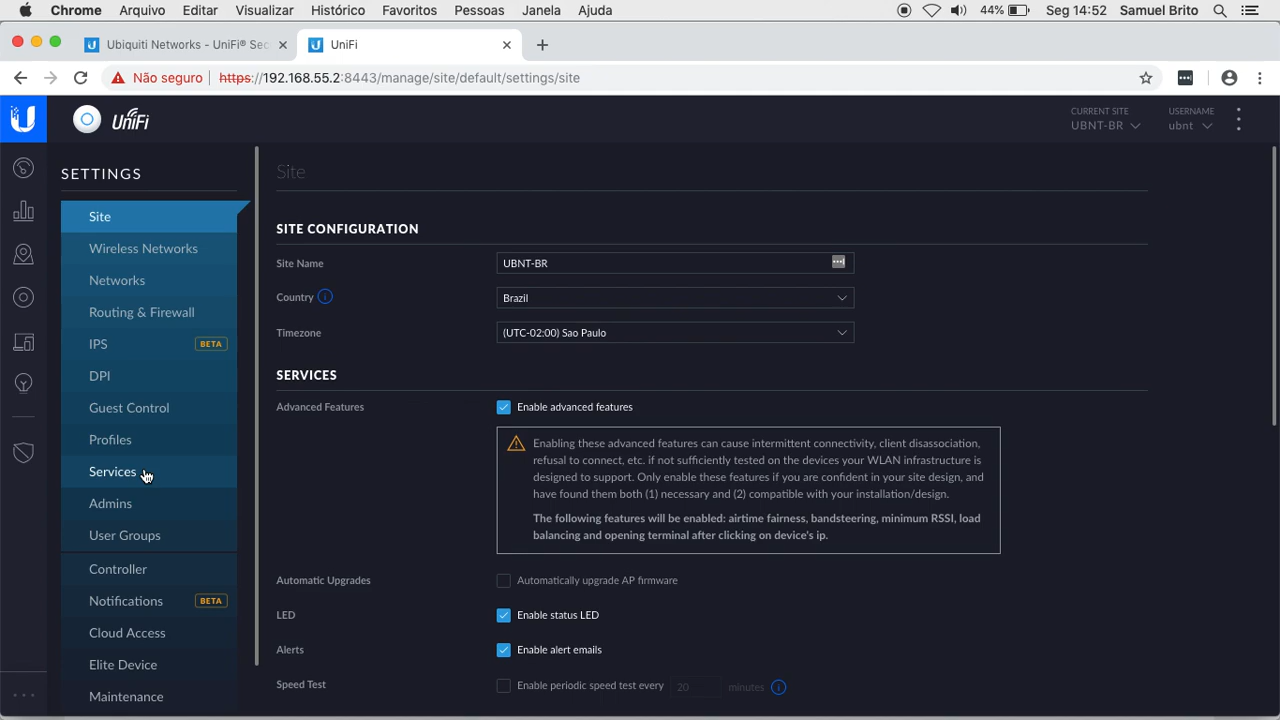 Chrome Arquivo Editar Visualizar Histórico Favoritos Pessoas Janela Ajuda 44% Seg 14:52 Samuel Brito
Ubiquiti Networks - UniFi® Sec
UniFi
Não seguro https://192.168.55.2:8443/manage/site/default/settings/site
UniFi
CURRENT SITE
UBNT-BR
USERNAME
ubnt
SETTINGS
Site
Wireless Networks
Networks
Routing & Firewall
IPS BETA
DPI
Guest Control
Profiles
Services
Admins
User Groups
Controller
Notifications BETA
Cloud Access
Elite Device
Maintenance
Site
SITE CONFIGURATION
Site Name UBNT-BR
Country Brazil
Timezone (UTC-02:00) Sao Paulo
SERVICES
Advanced Features Enable advanced features
Enabling these advanced features can cause intermittent connectivity, client disassociation,
refusal to connect, etc. if not sufficiently tested on the devices your WLAN infrastructure is
designed to support. Only enable these features if you are confident in your site design, and
have found them both (1) necessary and (2) compatible with your installation/design.
The following features will be enabled: airtime fairness, bandsteering, minimum RSSI, load
balancing and opening terminal after clicking on device's ip.
Automatic Upgrades Automatically upgrade AP firmware
LED Enable status LED
Alerts Enable alert emails
Speed Test Enable periodic speed test every 20 minutes